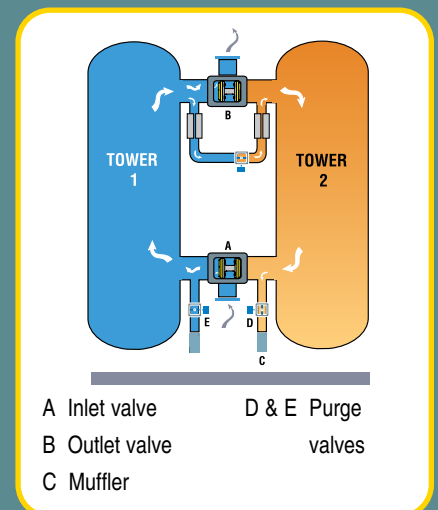 B
TOWER
1
TOWER
2
A
E
D
C
A Inlet valve
B Outlet valve
C Muffler
D & E Purge
valves